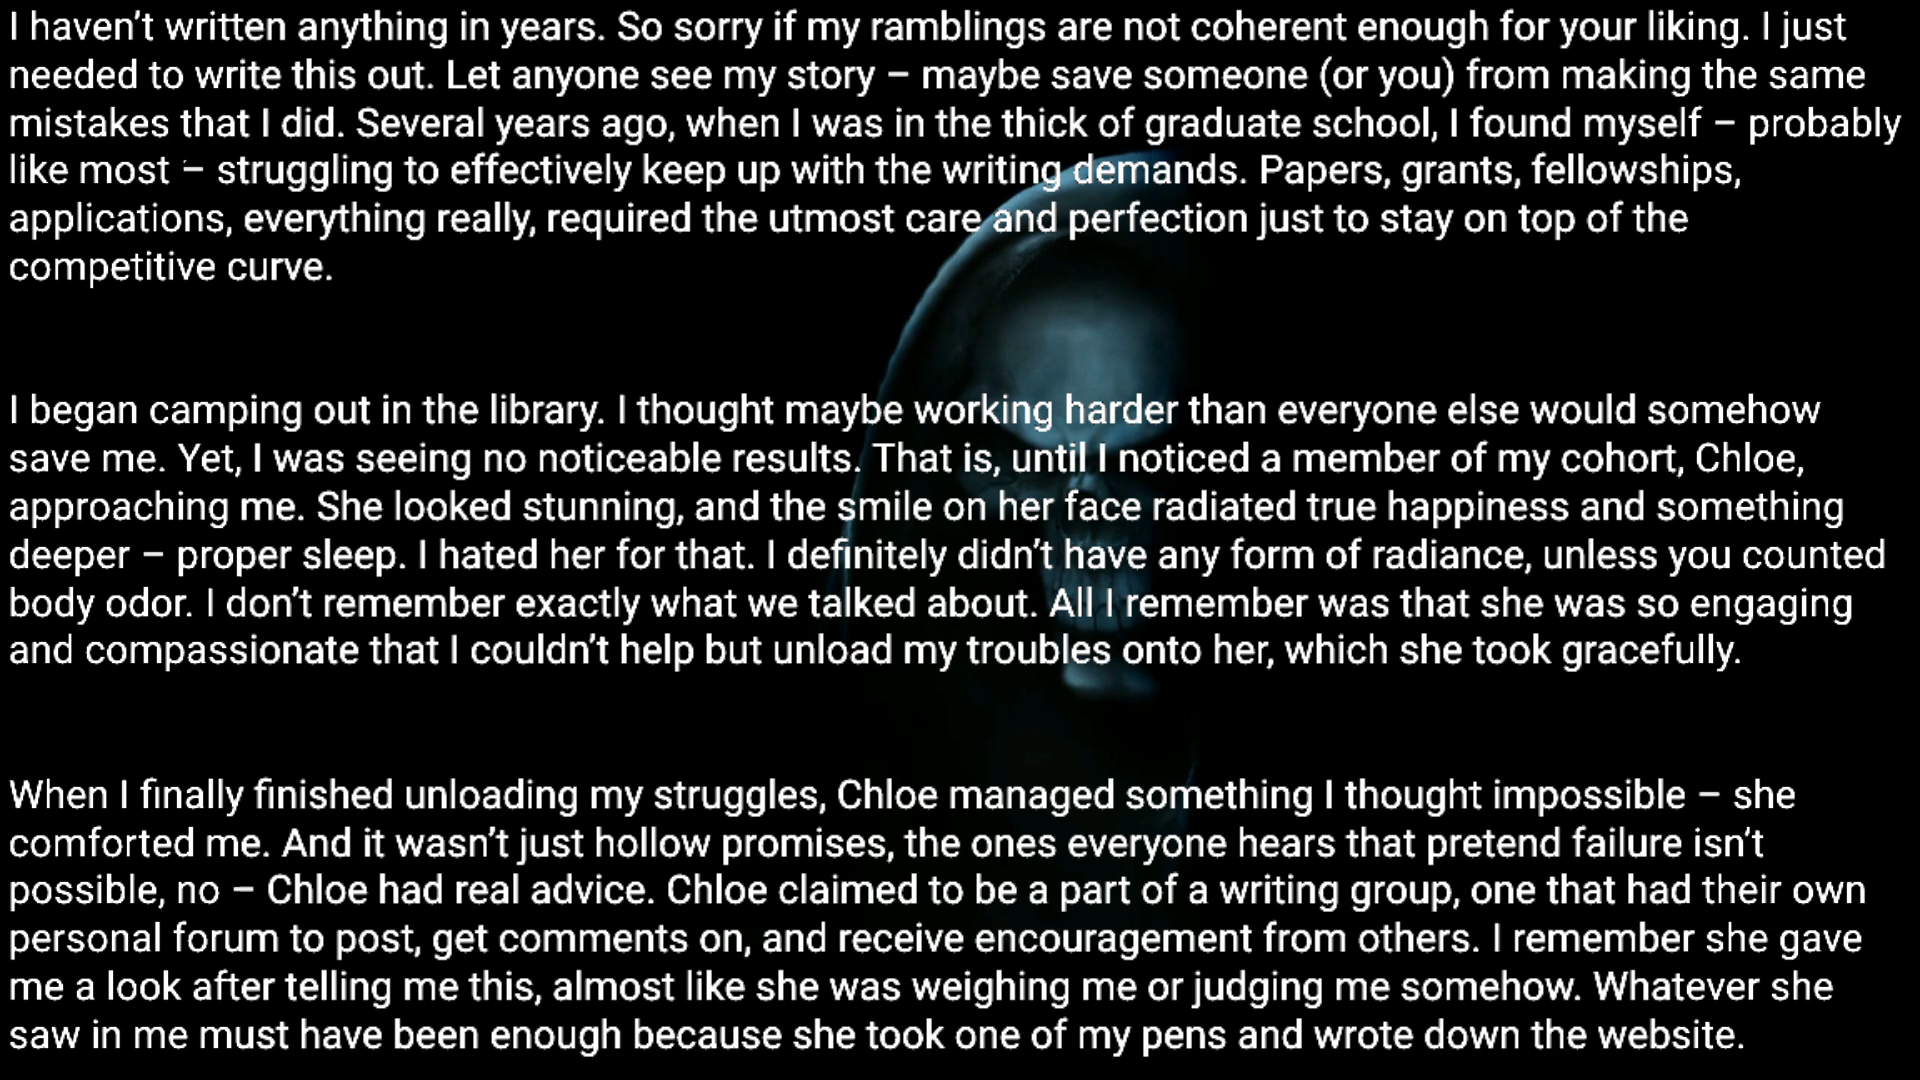 I haven’t written anything in years. So sorry if my ramblings are not coherent enough for your liking. I just
needed to write this out. Let anyone see my story – maybe save someone (or you) from making the same
mistakes that I did. Several years ago, when I was in the thick of graduate school, I found myself – probably
like most – struggling to effectively keep up with the writing demands. Papers, grants, fellowships,
applications, everything really, required the utmost care and perfection just to stay on top of the
competitive curve.
I began camping out in the library. I thought maybe working harder than everyone else would somehow
save me. Yet, I was seeing no noticeable results. That is, until I noticed a member of my cohort, Chloe,
approaching me. She looked stunning, and the smile on her face radiated true happiness and something
deeper – proper sleep. I hated her for that. I definitely didn’t have any form of radiance, unless you counted
body odor. I don’t remember exactly what we talked about. All I remember was that she was so engaging
and compassionate that I couldn’t help but unload my troubles onto her, which she took gracefully.
When I finally finished unloading my struggles, Chloe managed something I thought impossible – she
comforted me. And it wasn’t just hollow promises, the ones everyone hears that pretend failure isn’t
possible, no – Chloe had real advice. Chloe claimed to be a part of a writing group, one that had their own
personal forum to post, get comments on, and receive encouragement from others. I remember she gave
me a look after telling me this, almost like she was weighing me or judging me somehow. Whatever she
saw in me must have been enough because she took one of my pens and wrote down the website.